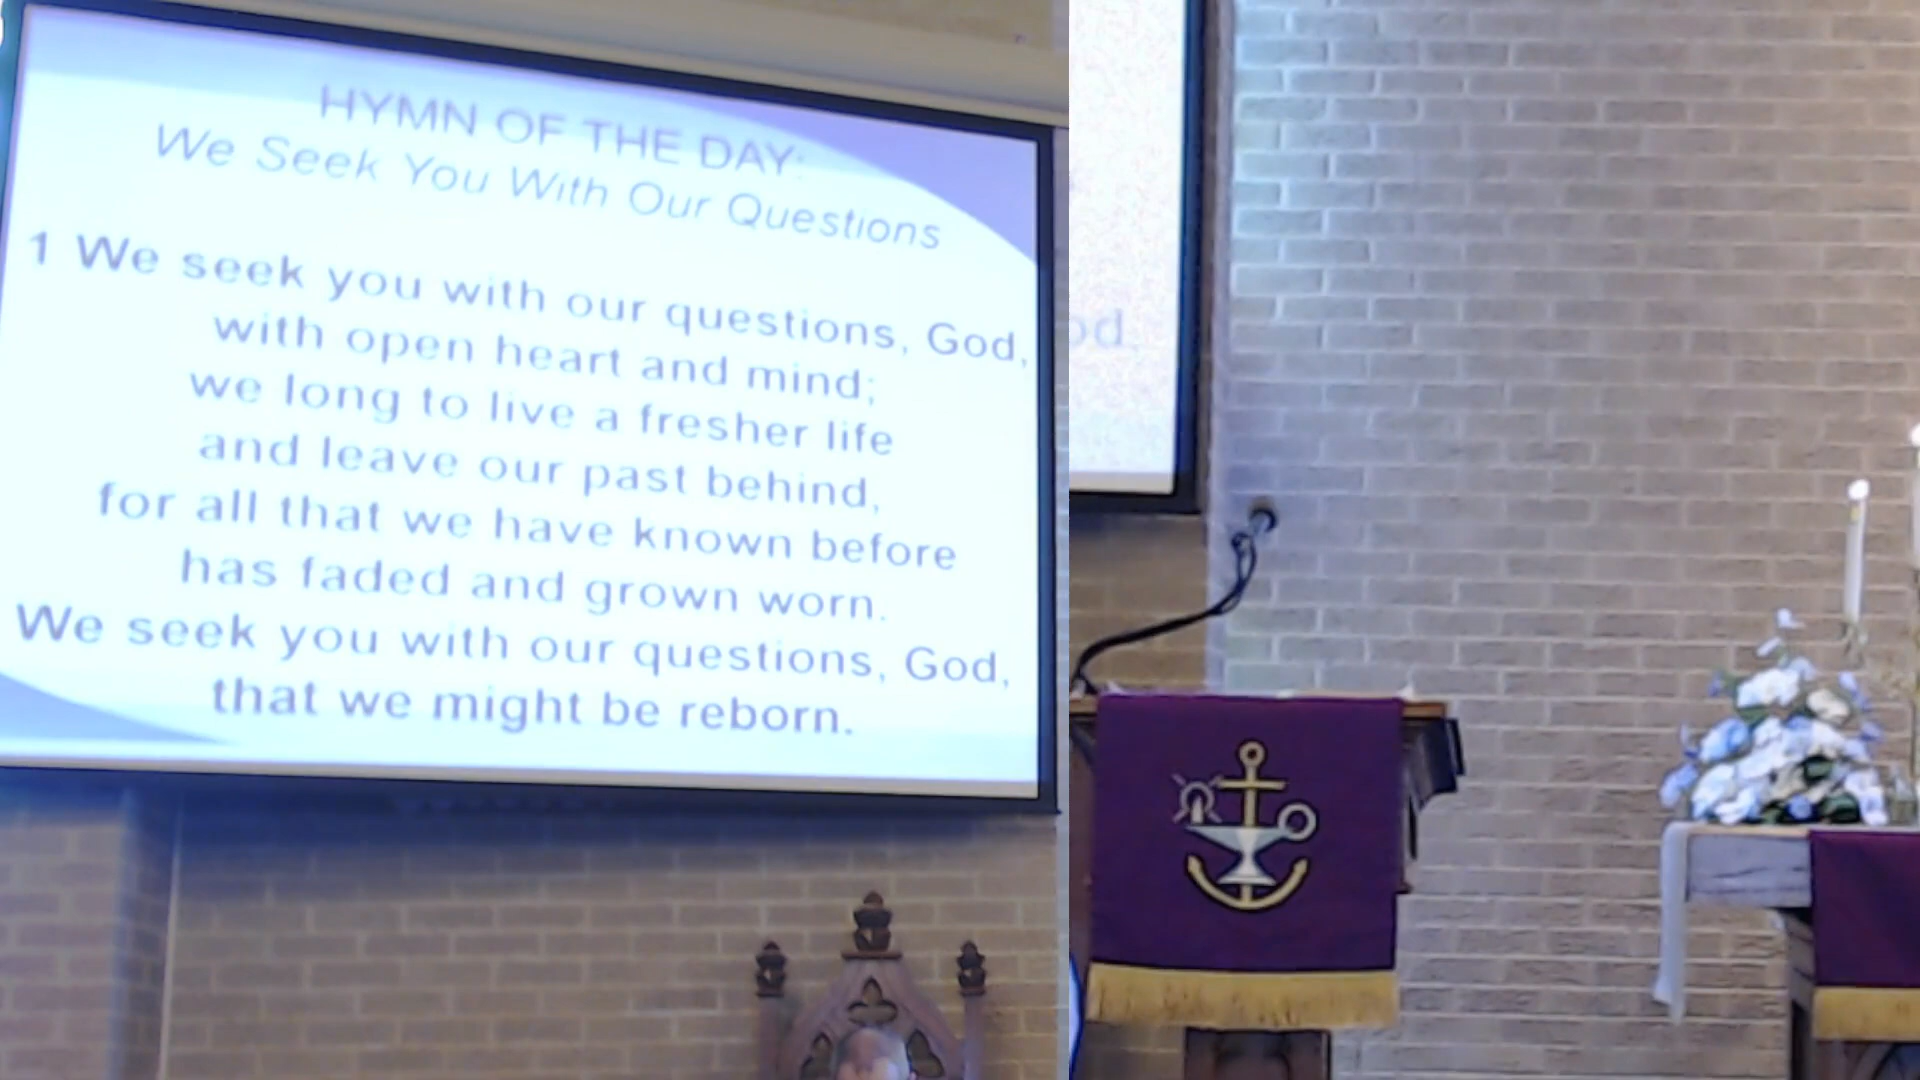 HYMN OF THE DAY:
We Seek You With Our Questions
1 We seek you with our questions, God,
with open heart and mind;
we long to live a fresher life
and leave our past behind,
for all that we have known before
has faded and grown worn.
We seek you with our questions, God,
that we might be reborn.
od,